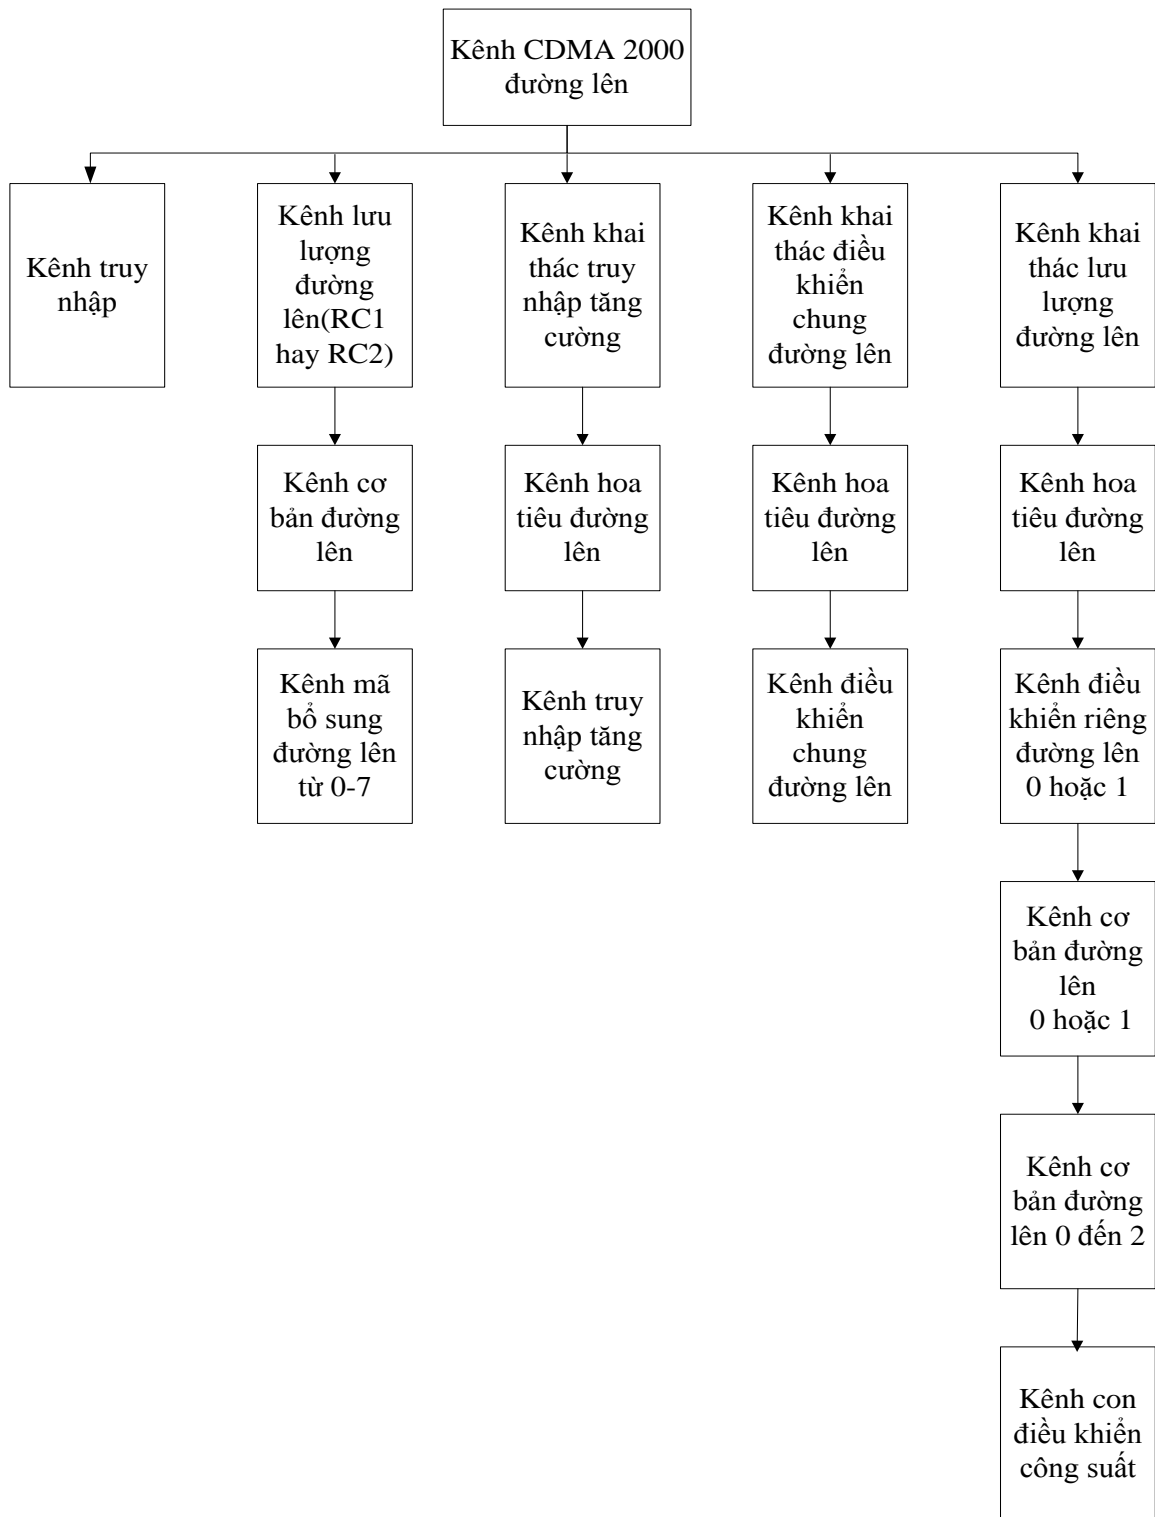 Kênh CDMA 2000
đường lên
Kênh truy
nhập
Kênh lưu
lượng
đường
lên(RC1
hay RC2)
Kênh khai
thác truy
nhập tăng
cường
Kênh khai
thác điều
khiển
chung
đường lên
Kênh khai
thác lưu
lượng
đường lên
Kênh cơ
bản đường
lên
Kênh hoa
tiêu đường
lên
Kênh hoa
tiêu đường
lên
Kênh hoa
tiêu đường
lên
Kênh mã
bổ sung
đường lên
từ 0-7
Kênh truy
nhập tăng
cường
Kênh điều
khiển
chung
đường lên
Kênh điều
khiển riêng
đường lên
0 hoặc 1
Kênh cơ
bản đường
lên
0 hoặc 1
Kênh cơ
bản đường
lên 0 đến 2
Kênh con
điều khiển
công suất